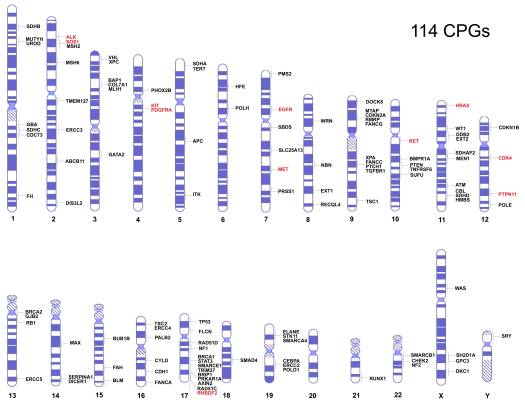 114 CPGs
SDHB
MUTYH
UROD
GBA
SDHC
CDC73
FH
1
ALK
SOS1
MSH2
MSH6
TMEM127
ERCC3
ABCB11
DIS3L2
2
VHL
XPC
BAP1
COL7A1
MLH1
GATA2
3
PHOX2B
KIT
PDGFRA
4
SDHA
TERT
APC
ITK
5
HFE
POLH
6
PMS2
EGFR
SBDS
SLC25A13
MET
PRSS1
7
WRN
NBN
EXT1
RECQL4
8
DOCK8
MTAP
CDKN2A
RMRP
FANCG
XPA
FANCC
PTCH1
TGFBR1
TSC1
9
RET
BMPR1A
PTEN
TNFRSF6
SUFU
10
HRAS
WT1
DDB2
EXT2
SDHAF2
MEN1
ATM
CBL
SDHD
HMBS
11
CDKN1B
CDK4
PTPN11
POLE
12
BRCA2
GJB2
RB1
ERCC5
13
MAX
SERPINA1
DICER1
14
BUB1B
FAH
BLM
15
TSC2
ERCC4
PALB2
CYLD
CDH1
FANCA
16
TP53
FLCN
RAD51D
NF1
BRCA1
STAT3
SMARCE1
TRIM37
BRIP1
PRKAR1A
AXIN2
RAD51C
RHBDF2
17
SMAD4
18
ELANE
STK11
SMARCA4
CEBPA
ERCC2
POLD1
19
20
RUNX1
21
SMARCB1
CHEK2
NF2
22
WAS
SH2D1A
GPC3
DKC1
X
SRY
Y